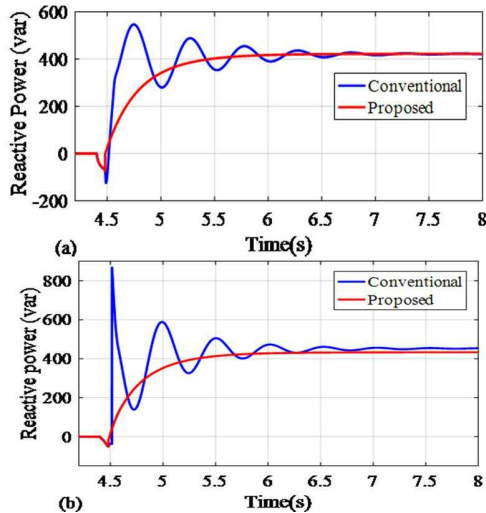 600
400
200
0
-200
Reactive Power (var)
Conventional
Proposed
4.5 5 5.5 6 6.5 7 7.5 8
(a) Time(s)
800
600
400
200
0
Reactive power (var)
Conventional
Proposed
4.5 5 5.5 6 6.5 7 7.5 8
(b) Time(s)